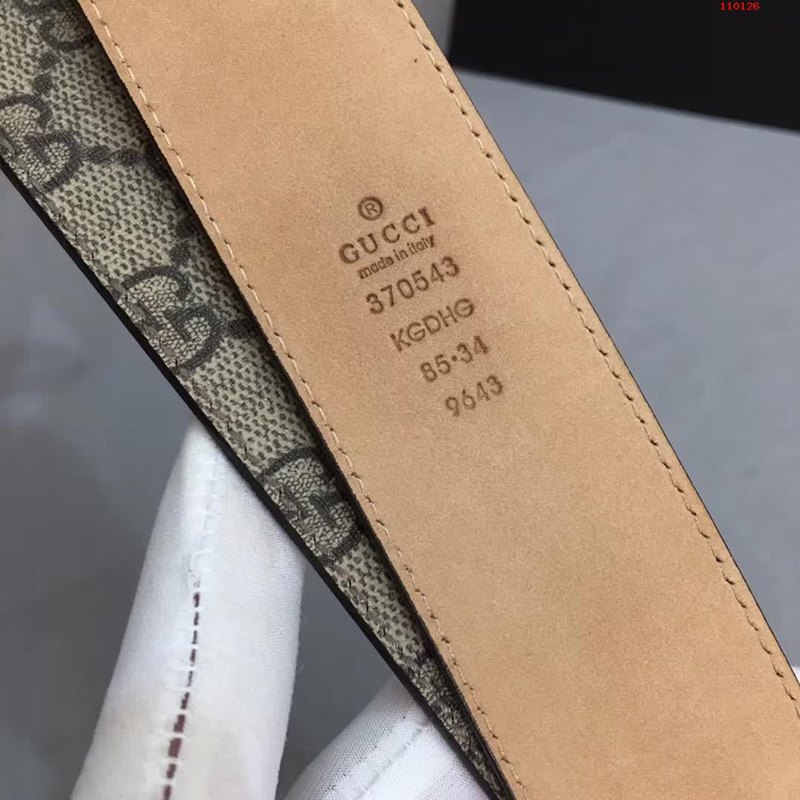 110126
®
GUCCI
made in italy
370543
KGDHG
85·34
9643